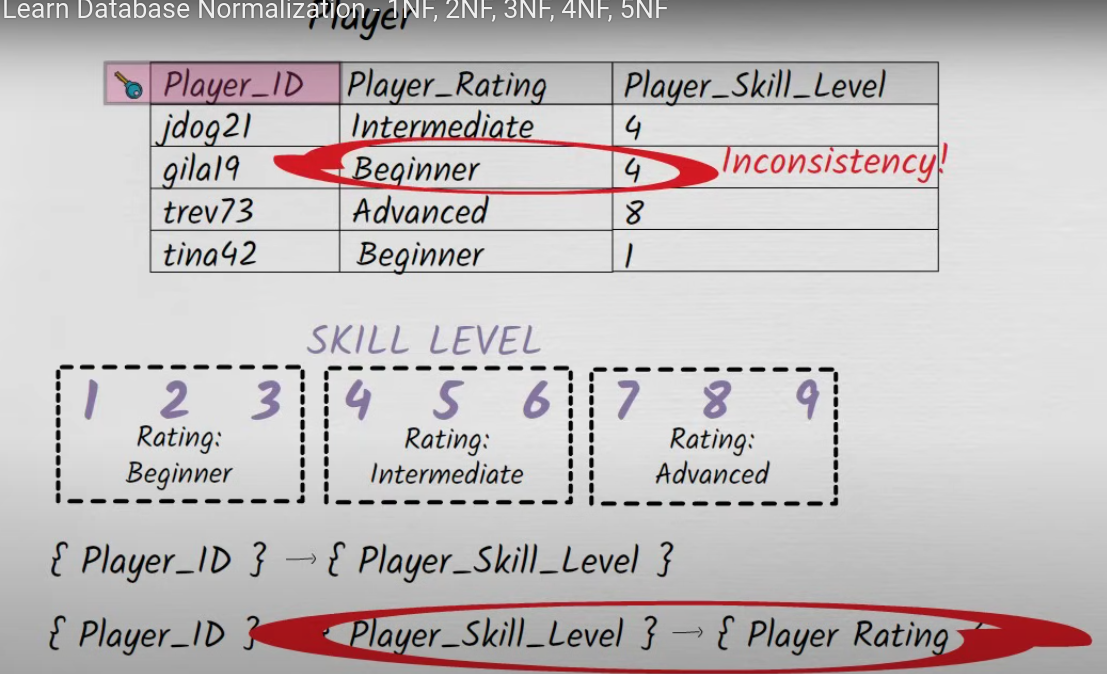 Learn Database Normalization - 1NF, 2NF, 3NF, 4NF, 5NF
Player
Player_ID Player_Rating Player_Skill_Level
jdog21 Intermediate 4
gila19 Beginner 4 Inconsistency!
trev73 Advanced 8
tina42 Beginner 1
SKILL LEVEL
1 2 3 4 5 6 7 8 9
Rating: Rating: Rating:
Beginner Intermediate Advanced
{ Player_ID } → { Player_Skill_Level }
{ Player_ID } { Player_Skill_Level } → { Player Rating